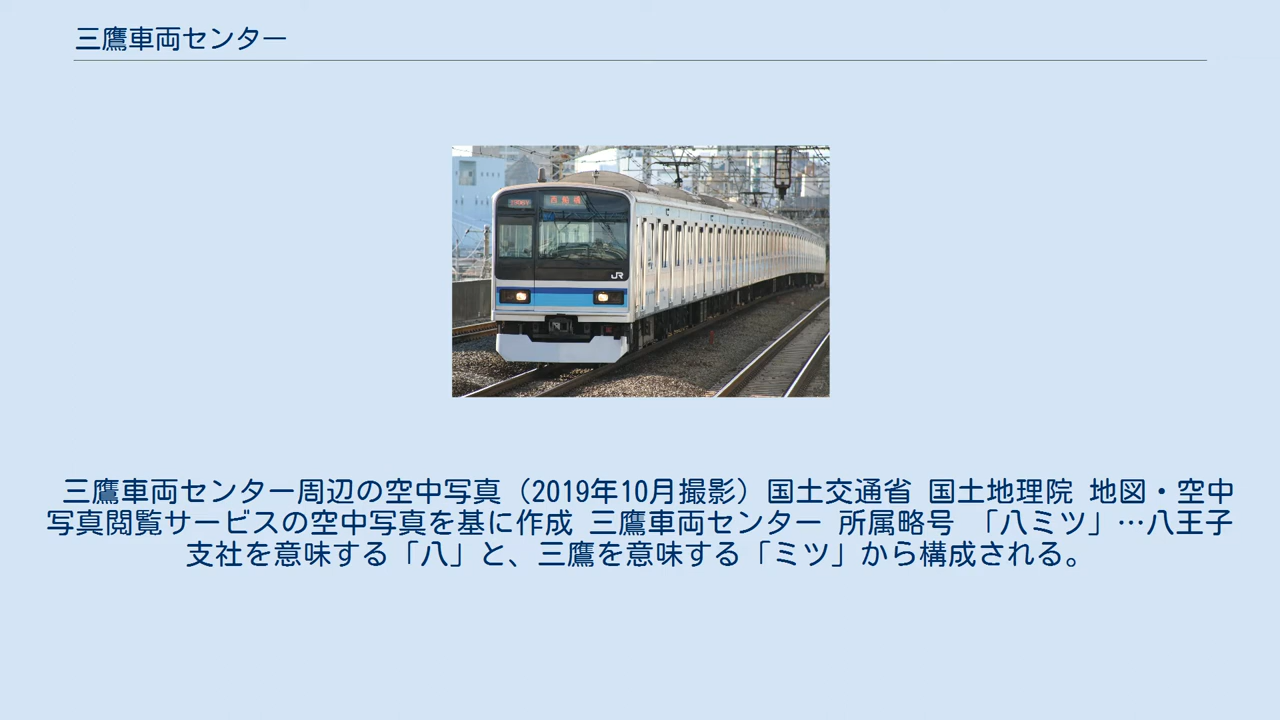 三鷹車両センター
西船橋
JR
三鷹車両センター周辺の空中写真（2019年10月撮影）国土交通省 国土地理院 地図・空中
写真閲覧サービスの空中写真を基に作成 三鷹車両センター 所属略号 「八ミツ」…八王子
支社を意味する「八」と、三鷹を意味する「ミツ」から構成される。